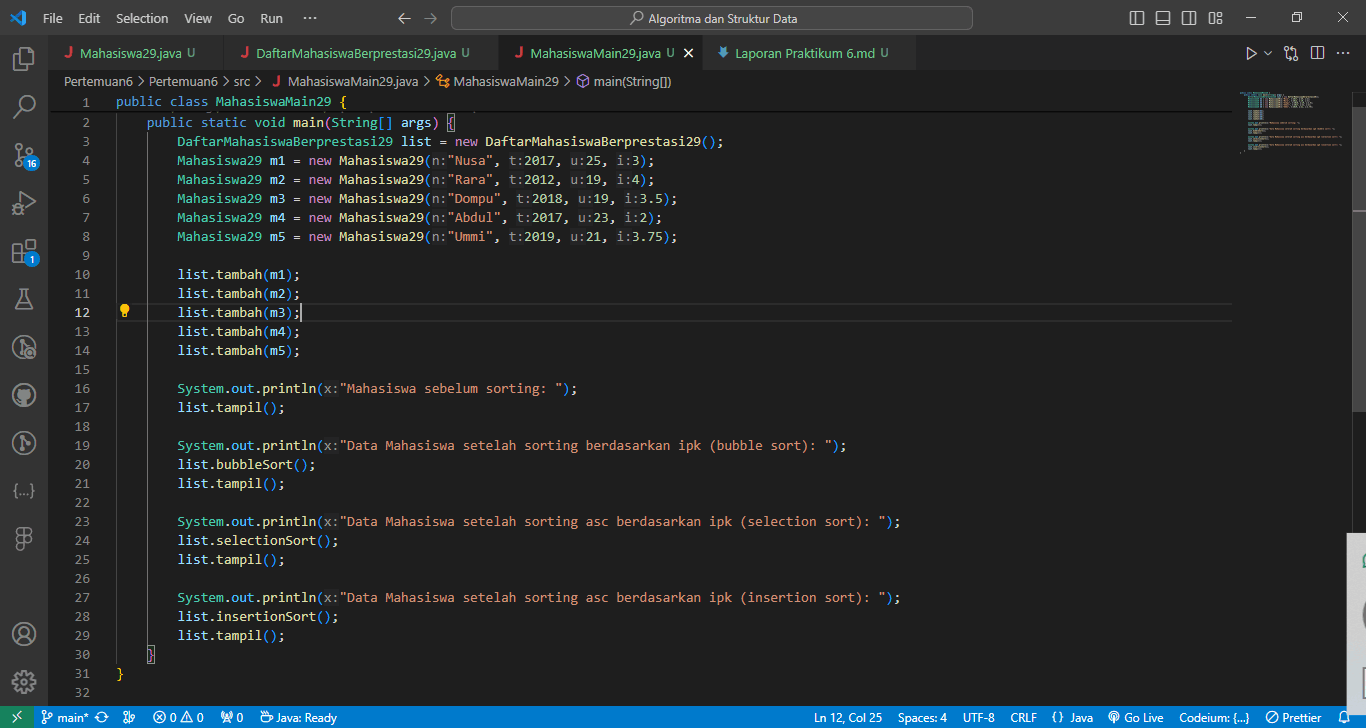 File Edit Selection View Go Run ··· Algoritma dan Struktur Data
Mahasiswa29.java U DaftarMahasiswaBerprestasi29.java U MahasiswaMain29.java U Laporan Praktikum 6.md U
Pertemuan6 > Pertemuan6 > src > MahasiswaMain29.java > MahasiswaMain29 > main(String[])
1 public class MahasiswaMain29 {
2 public static void main(String[] args) {
3 DaftarMahasiswaBerprestasi29 list = new DaftarMahasiswaBerprestasi29();
4 Mahasiswa29 m1 = new Mahasiswa29(n:"Nusa", t:2017, u:25, i:3);
5 Mahasiswa29 m2 = new Mahasiswa29(n:"Rara", t:2012, u:19, i:4);
6 Mahasiswa29 m3 = new Mahasiswa29(n:"Dompu", t:2018, u:19, i:3.5);
7 Mahasiswa29 m4 = new Mahasiswa29(n:"Abdul", t:2017, u:23, i:2);
8 Mahasiswa29 m5 = new Mahasiswa29(n:"Ummi", t:2019, u:21, i:3.75);
9
10 list.tambah(m1);
11 list.tambah(m2);
12 list.tambah(m3);
13 list.tambah(m4);
14 list.tambah(m5);
15
16 System.out.println(x:"Mahasiswa sebelum sorting: ");
17 list.tampil();
18
19 System.out.println(x:"Data Mahasiswa setelah sorting berdasarkan ipk (bubble sort): ");
20 list.bubbleSort();
21 list.tampil();
22
23 System.out.println(x:"Data Mahasiswa setelah sorting asc berdasarkan ipk (selection sort): ");
24 list.selectionSort();
25 list.tampil();
26
27 System.out.println(x:"Data Mahasiswa setelah sorting asc berdasarkan ipk (insertion sort): ");
28 list.insertionSort();
29 list.tampil();
30 }
31 }
32
16
1
main* 0 0 0 Java: Ready Ln 12, Col 25 Spaces: 4 UTF-8 CRLF {} Java Go Live Codeium: {...} Prettier